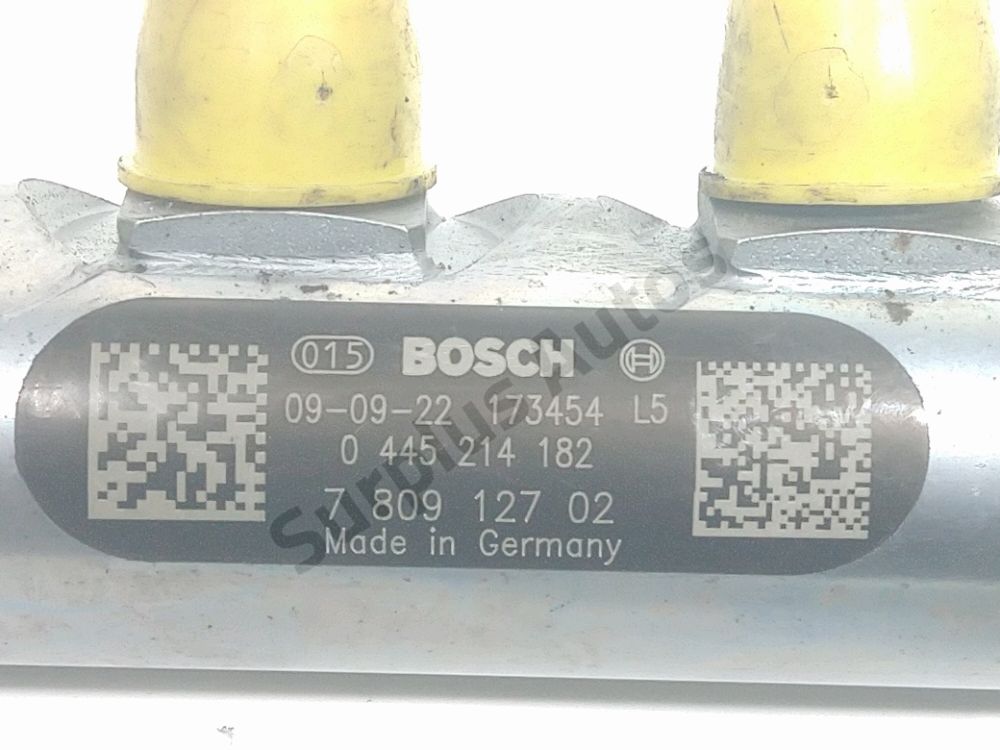 015 BOSCH
09-09-22 173454 L5
0 445 214 182
7 809 127 02
Made in Germany
Surplus Autos